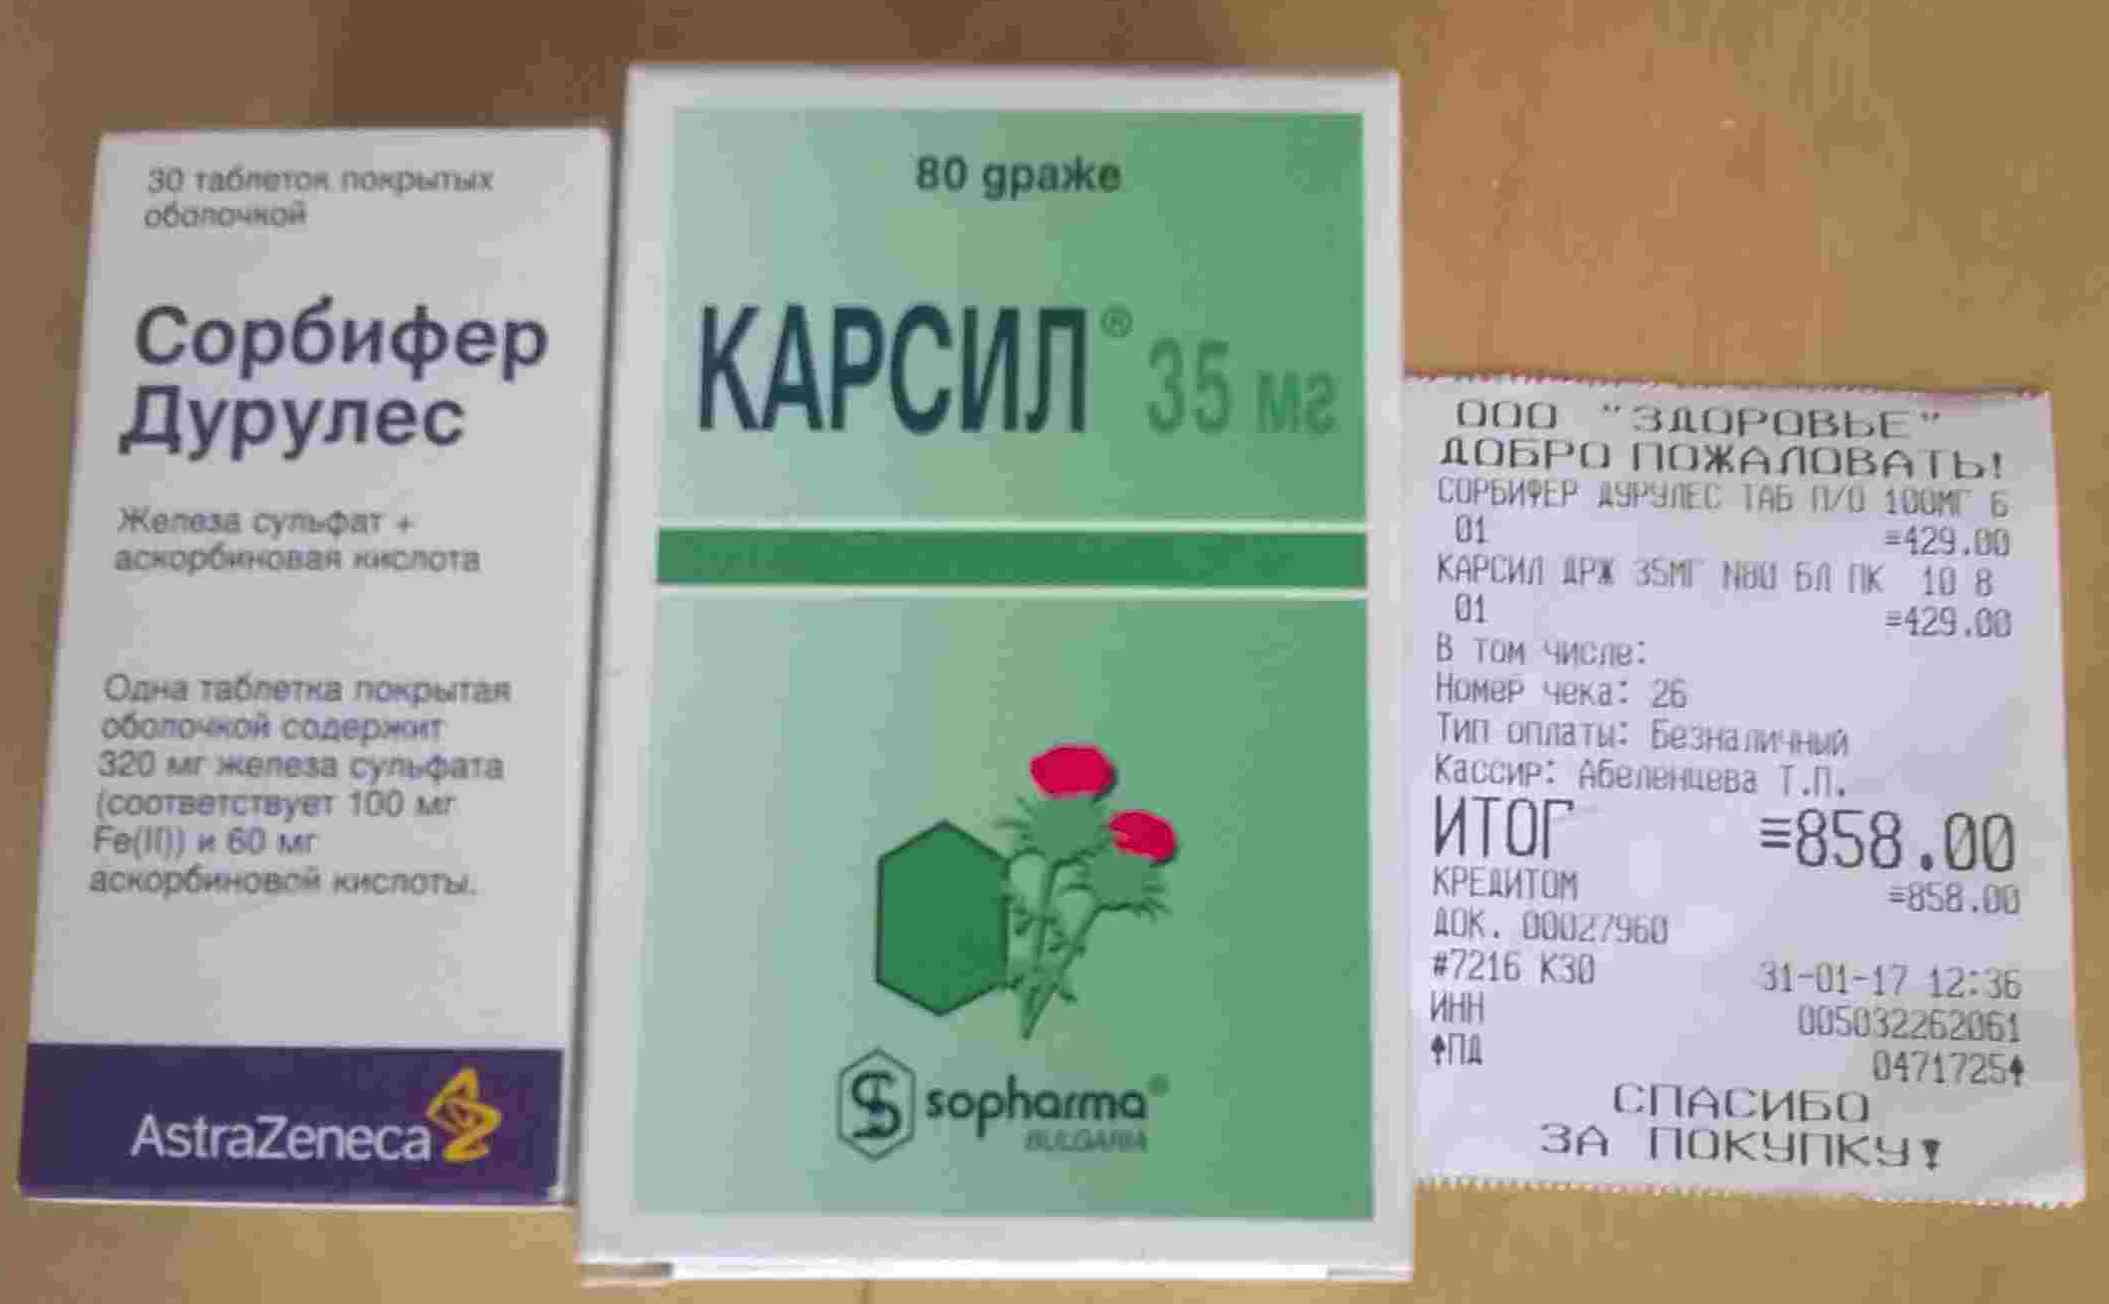 30 таблеток покрытых
оболочкой
Сорбифер
Дурулес
Железа сульфат +
аскорбиновая кислота
Одна таблетка покрытая
оболочкой содержит
320 мг железа сульфата
(соответствует 100 мг
Fe(II)) и 60 мг
аскорбиновой кислоты.
AstraZeneca
80 драже
КАРСИЛ® 35 мг
sopharma®
BULGARIA
ООО "ЗДОРОВЬЕ"
ДОБРО ПОЖАЛОВАТЬ!
СОРБИФЕР ДУРУЛЕС ТАБ П/О 100МГ Б
01 ≡429.00
КАРСИЛ ДРЖ 35МГ N80 БЛ ПК 10 8
01 ≡429.00
В том числе:
Номер чека: 26
Тип оплаты: Безналичный
Кассир: Абеленцева Т.П.
ИТОГ ≡858.00
КРЕДИТОМ ≡858.00
ДОК. 00027960
#7216 К30 31-01-17 12:36
ИНН 005032262061
ПД 0471725
СПАСИБО
ЗА ПОКУПКУ!